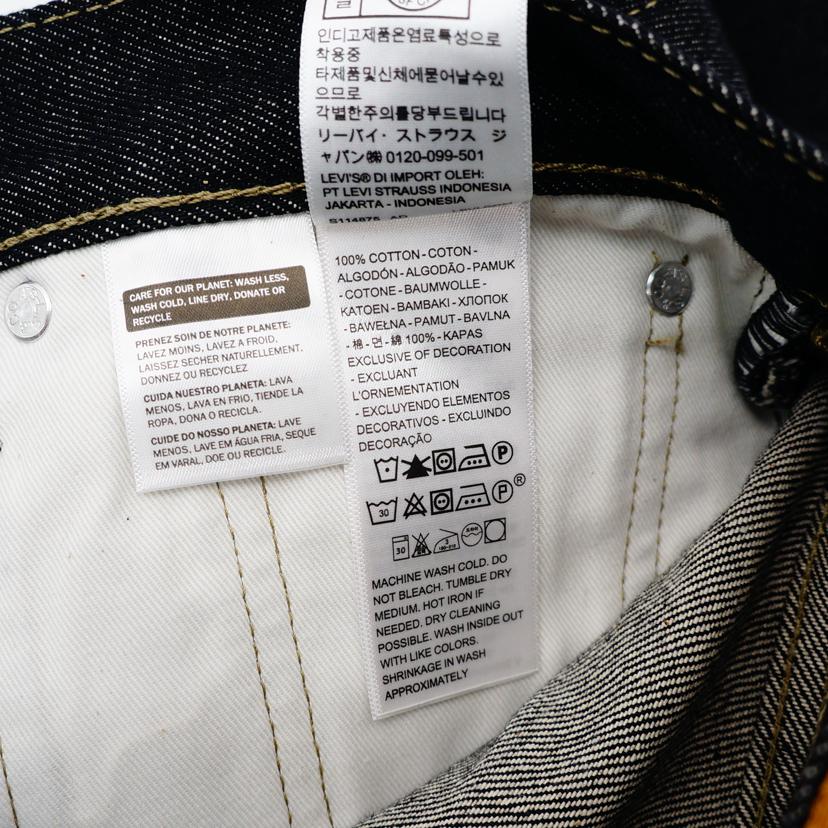 인디고제품은염료특성으로
착용중
타제품및신체에묻어날수있
으므로
각별한주의를당부드립니다
リーバイ・ストラウス ジ
ャパン㈱ 0120-099-501
LEVI'S® DI IMPORT OLEH:
PT LEVI STRAUSS INDONESIA
JAKARTA - INDONESIA
CARE FOR OUR PLANET: WASH LESS,
WASH COLD, LINE DRY, DONATE OR
RECYCLE
PRENEZ SOIN DE NOTRE PLANETE:
LAVEZ MOINS, LAVEZ A FROID,
LAISSEZ SECHER NATURELLEMENT,
DONNEZ OU RECYCLEZ
CUIDA NUESTRO PLANETA: LAVA
MENOS, LAVA EN FRIO, TIENDE LA
ROPA, DONA O RECICLA.
CUIDE DO NOSSO PLANETA: LAVE
MENOS, LAVE EM ÁGUA FRIA, SEQUE
EM VARAL, DOE OU RECICLE.
100% COTTON - COTON -
ALGODÓN - ALGODÃO - PAMUK
- COTONE - BAUMWOLLE -
KATOEN - BAMBAKI - ХЛОПОК
- BAWEŁNA - PAMUT - BAVLNA
- 棉 - 면 - 綿 100% - KAPAS
EXCLUSIVE OF DECORATION
- EXCLUANT
L'ORNEMENTATION
- EXCLUYENDO ELEMENTOS
DECORATIVOS - EXCLUINDO
DECORAÇÃO
P
30 P®
30
MACHINE WASH COLD. DO
NOT BLEACH. TUMBLE DRY
MEDIUM. HOT IRON IF
NEEDED. DRY CLEANING
POSSIBLE. WASH INSIDE OUT
WITH LIKE COLORS.
SHRINKAGE IN WASH
APPROXIMATELY